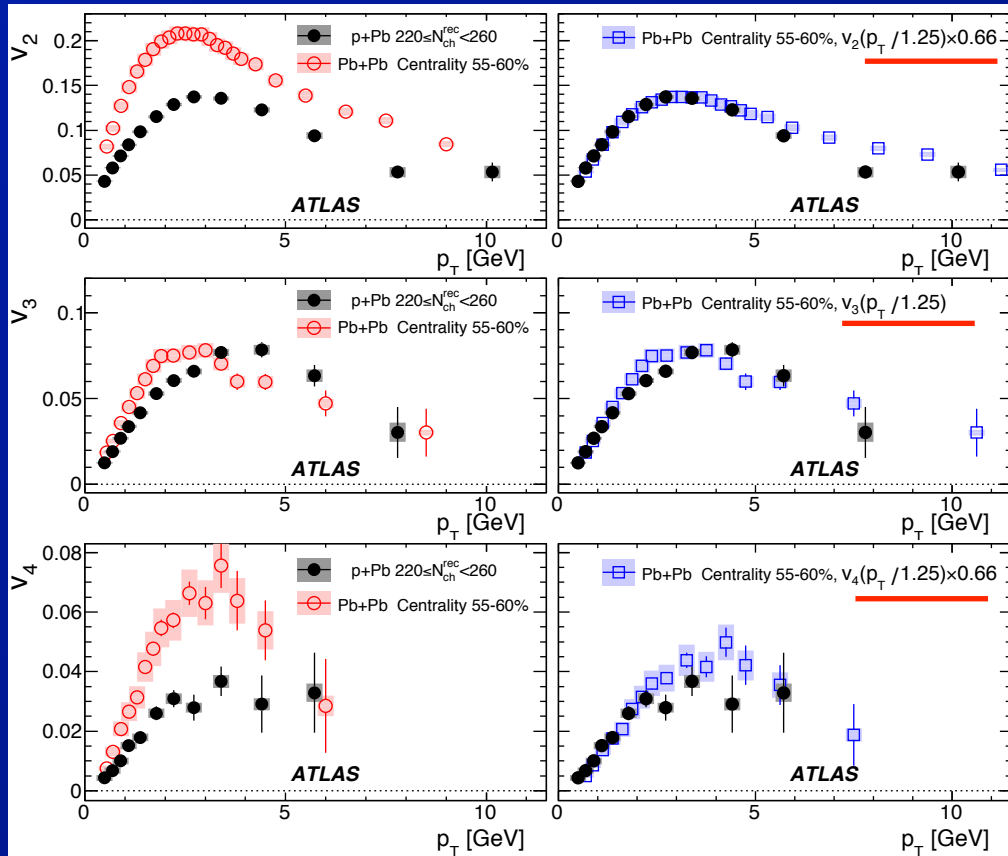 v₂
0.2
0.15
0.1
0.05
0
p+Pb 220≤N_ch^rec<260
Pb+Pb Centrality 55-60%
ATLAS
0 5 10
p_T [GeV]
Pb+Pb Centrality 55-60%, v₂(p_T /1.25)×0.66
ATLAS
0 5 10
p_T [GeV]
v₃
0.1
0.05
0
p+Pb 220≤N_ch^rec<260
Pb+Pb Centrality 55-60%
ATLAS
0 5 10
p_T [GeV]
Pb+Pb Centrality 55-60%, v₃(p_T /1.25)
ATLAS
0 5 10
p_T [GeV]
v₄
0.08
0.06
0.04
0.02
0
p+Pb 220≤N_ch^rec<260
Pb+Pb Centrality 55-60%
ATLAS
0 5 10
p_T [GeV]
Pb+Pb Centrality 55-60%, v₄(p_T /1.25)×0.66
ATLAS
0 5 10
p_T [GeV]